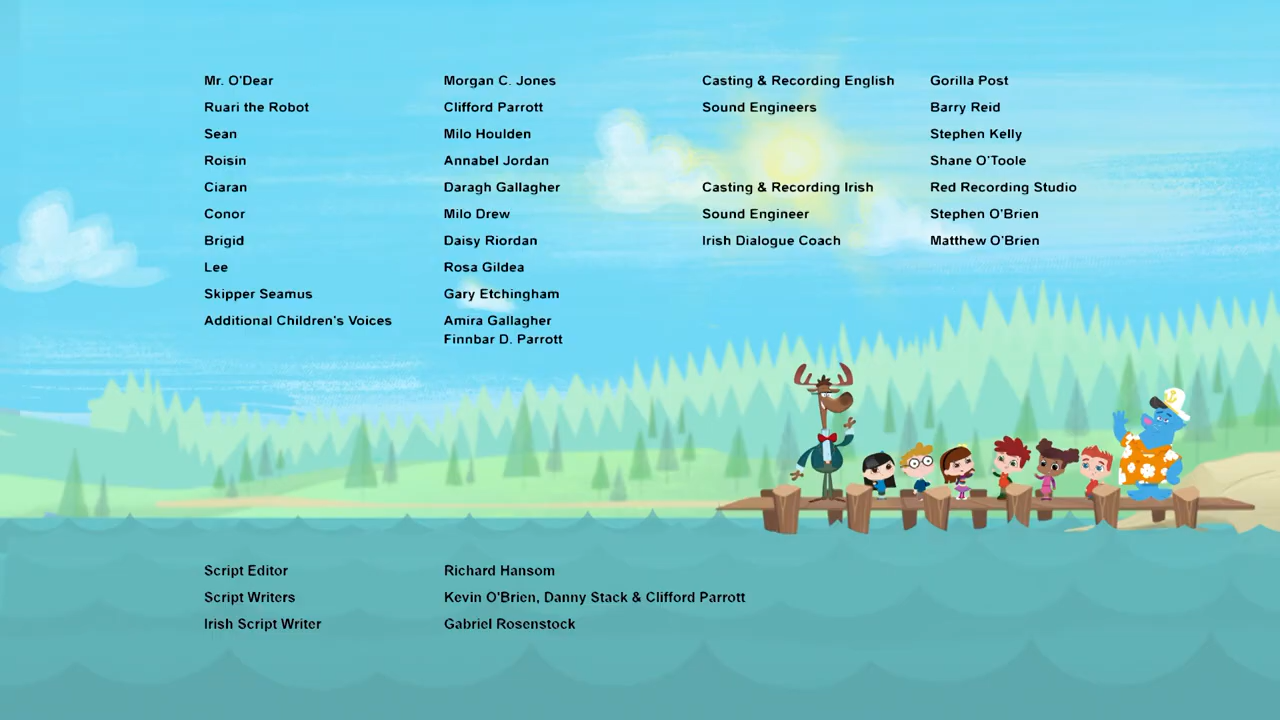 Mr. O'Dear Morgan C. Jones
Ruari the Robot Clifford Parrott
Sean Milo Houlden
Roisin Annabel Jordan
Ciaran Daragh Gallagher
Conor Milo Drew
Brigid Daisy Riordan
Lee Rosa Gildea
Skipper Seamus Gary Etchingham
Additional Children's Voices Amira Gallagher
Finnbar D. Parrott
Casting & Recording English Gorilla Post
Sound Engineers Barry Reid
Stephen Kelly
Shane O'Toole
Casting & Recording Irish Red Recording Studio
Sound Engineer Stephen O'Brien
Irish Dialogue Coach Matthew O'Brien
Script Editor Richard Hansom
Script Writers Kevin O'Brien, Danny Stack & Clifford Parrott
Irish Script Writer Gabriel Rosenstock